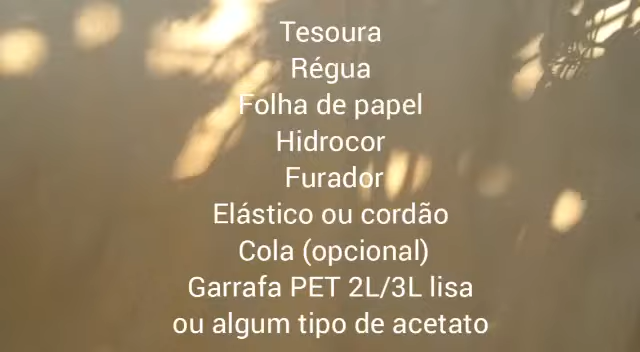 Tesoura
Régua
Folha de papel
Hidrocor
Furador
Elástico ou cordão
Cola (opcional)
Garrafa PET 2L/3L lisa
ou algum tipo de acetato